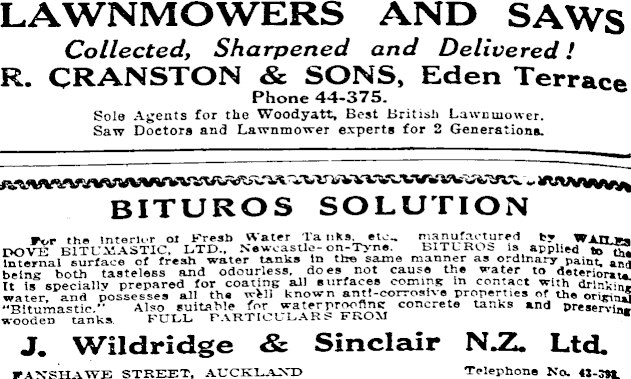 LAWNMOWERS AND SAWS
Collected, Sharpened and Delivered!
R. CRANSTON & SONS, Eden Terrace
Phone 44-375.
Sole Agents for the Woodyatt, Best British Lawnmower.
Saw Doctors and Lawnmower experts for 2 Generations.
BITUROS SOLUTION
For the Interior of Fresh Water Tanks, etc., manufactured by WAILES
DOVE BITUMASTIC, LTD., Newcastle-on-Tyne. BITUROS is applied to the
internal surface of fresh water tanks in the same manner as ordinary paint, and
being both tasteless and odourless, does not cause the water to deteriorate.
It is specially prepared for coating all surfaces coming in contact with drinking
water, and possesses all the well known anti-corrosive properties of the original
"Bitumastic." Also suitable for waterproofing concrete tanks and preserving
wooden tanks. FULL PARTICULARS FROM
J. Wildridge & Sinclair N.Z. Ltd.
FANSHAWE STREET, AUCKLAND Telephone No.